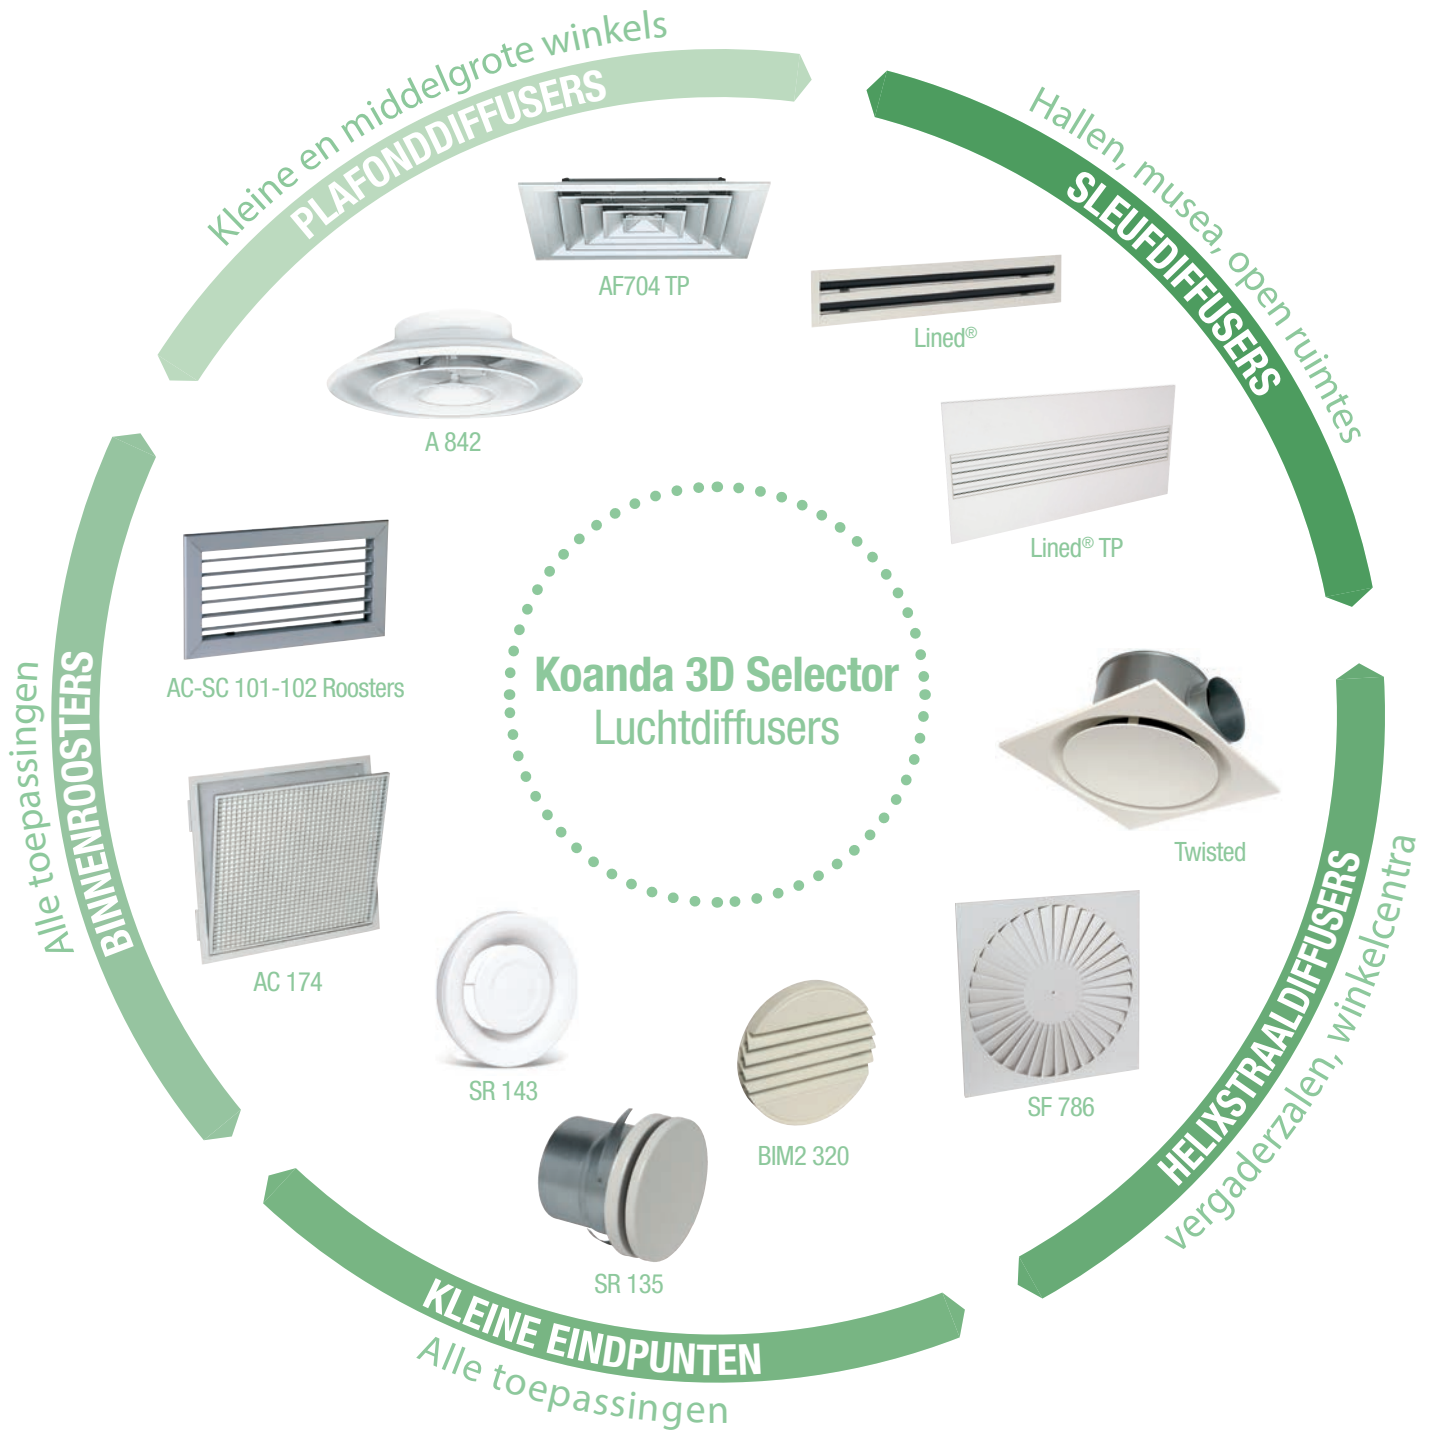 Kleine en middelgrote winkels
PLAFONDDIFFUSERS
Hallen, musea, open ruimtes
SLEUFDIFFUSERS
AF704 TP
Lined®
A 842
Lined® TP
Koanda 3D Selector
Luchtdiffusers
AC-SC 101-102 Roosters
Alle toepassingen
BINNENROOSTERS
Twisted
HELIXSTRAALDIFFUSERS
vergaderzalen, winkelcentra
AC 174
SR 143
SF 786
BIM2 320
SR 135
KLEINE EINDPUNTEN
Alle toepassingen